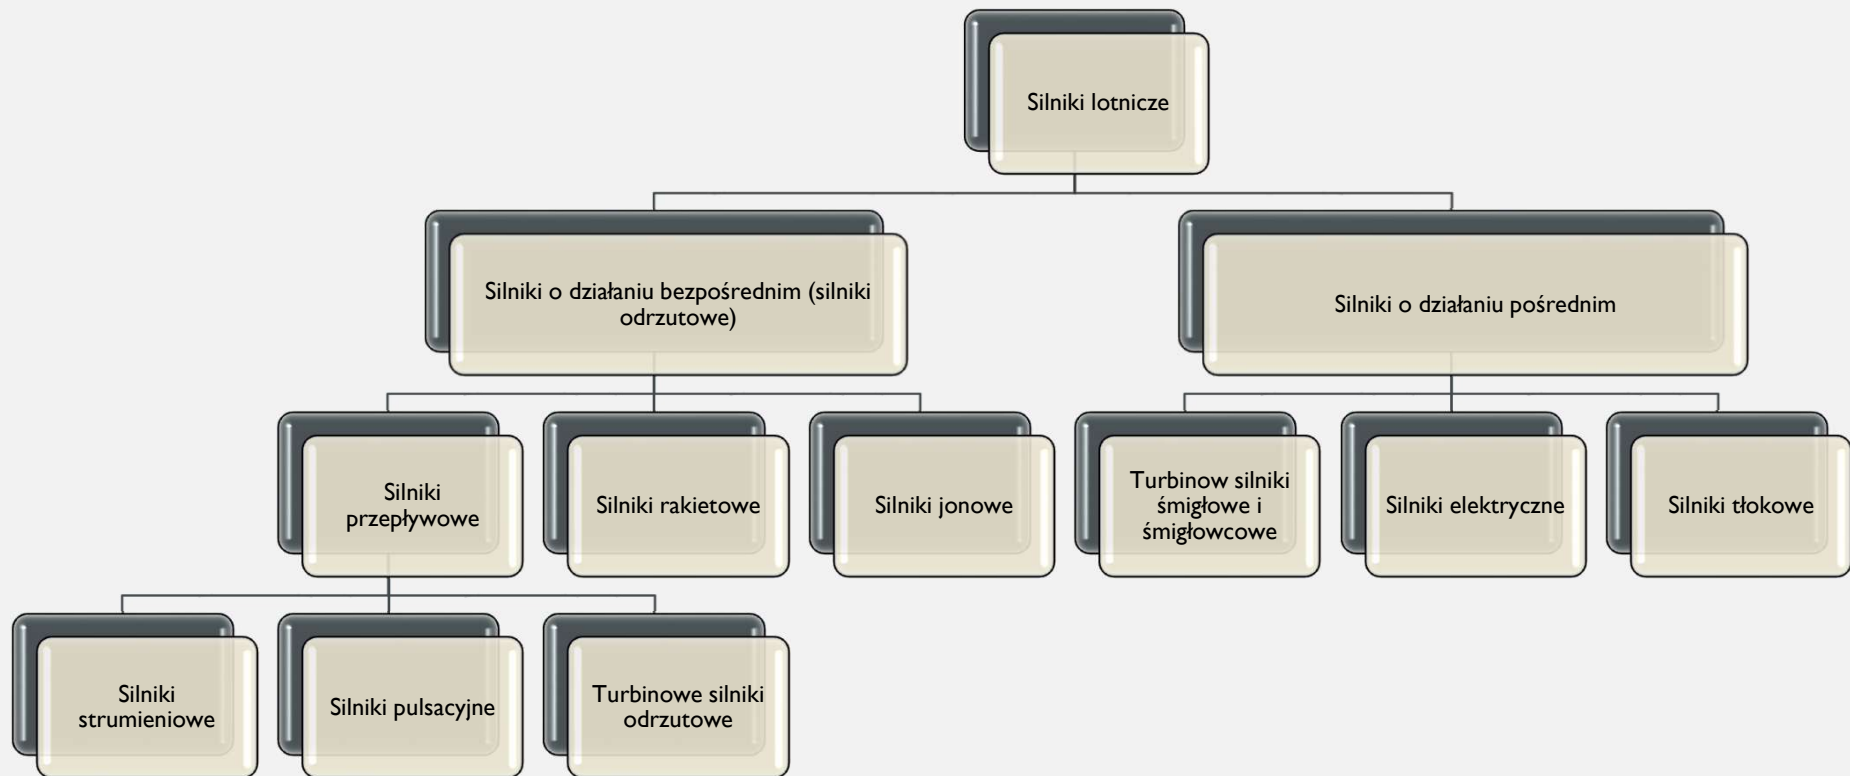 Silniki lotnicze
Silniki o działaniu bezpośrednim (silniki
odrzutowe)
Silniki o działaniu pośrednim
Silniki
przepływowe
Silniki rakietowe
Silniki jonowe
Turbinow silniki
śmigłowe i
śmigłowcowe
Silniki elektryczne
Silniki tłokowe
Silniki
strumieniowe
Silniki pulsacyjne
Turbinowe silniki
odrzutowe